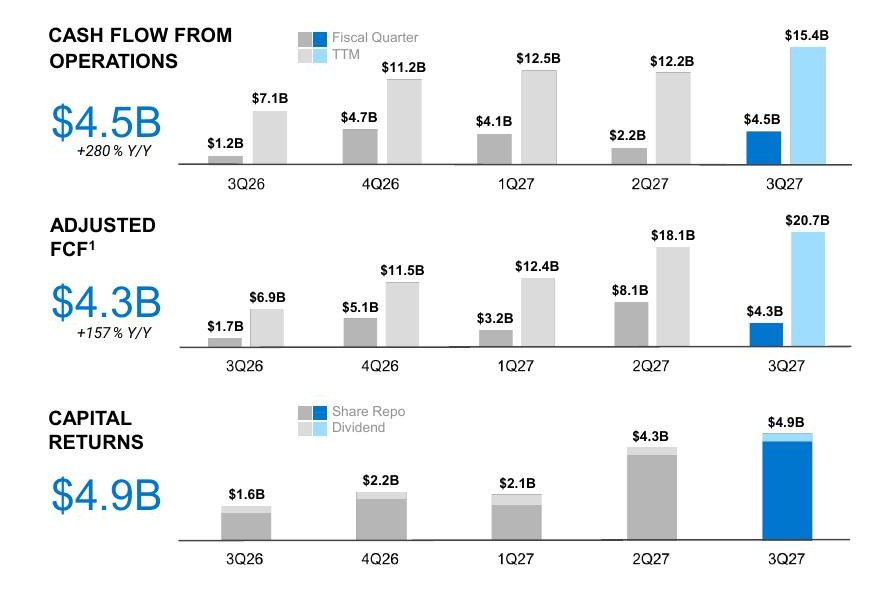 CASH FLOW FROM
OPERATIONS
$4.5B
+280% Y/Y
Fiscal Quarter
TTM
$1.2B
$7.1B
$4.7B
$11.2B
$4.1B
$12.5B
$2.2B
$12.2B
$4.5B
$15.4B
3Q26
4Q26
1Q27
2Q27
3Q27
ADJUSTED
FCF¹
$4.3B
+157% Y/Y
$1.7B
$6.9B
$5.1B
$11.5B
$3.2B
$12.4B
$8.1B
$18.1B
$4.3B
$20.7B
3Q26
4Q26
1Q27
2Q27
3Q27
CAPITAL
RETURNS
$4.9B
Share Repo
Dividend
$1.6B
$2.2B
$2.1B
$4.3B
$4.9B
3Q26
4Q26
1Q27
2Q27
3Q27